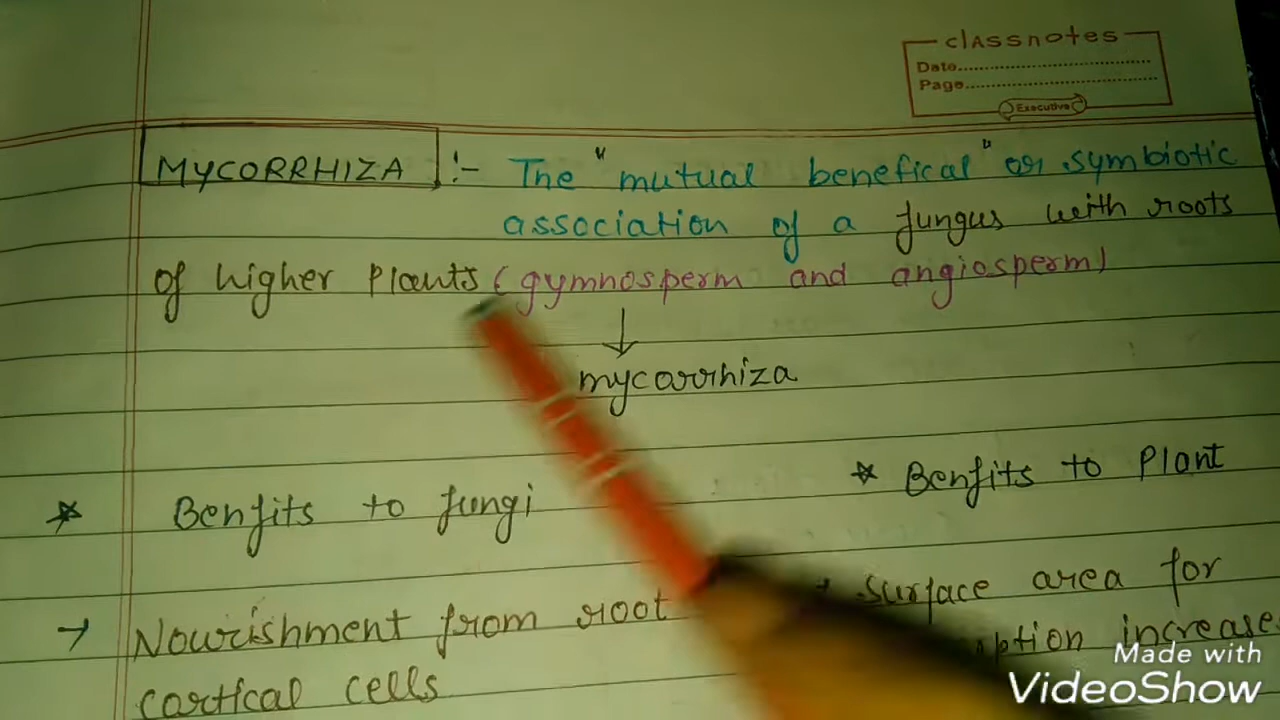 classnotes
Date
Page
Executive
MYCORRHIZA :- The "mutual benefical" or symbiotic
association of a fungus with roots
of higher Plants (gymnosperm and angiosperm)
↓
mycorrhiza
* Benfits to fungi
* Benfits to Plant
→ Nourishment from root
cortical cells
surface area for
increase
Made with
VideoShow